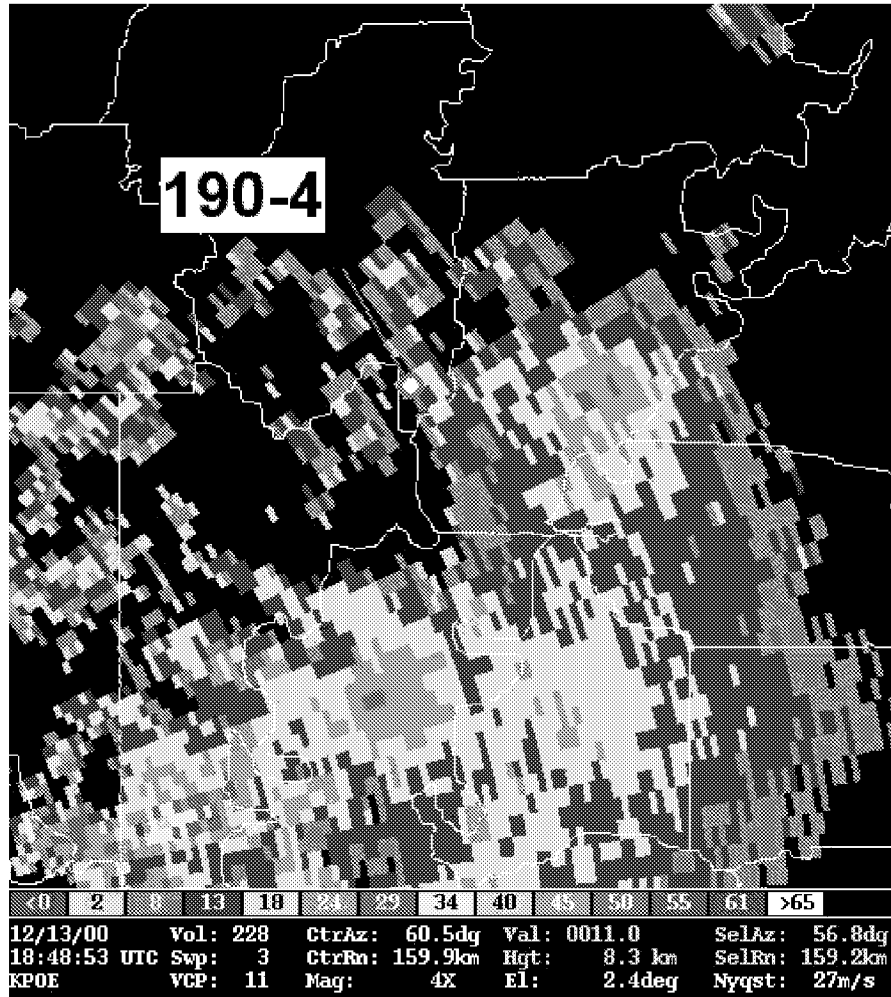 190-4
<0 2 8 13 18 24 29 34 40 45 50 55 61 >65
12/13/00 Vol: 228 CtrAz: 60.5dg Val: 0011.0 SelAz: 56.8dg
18:48:53 UTC Swp: 3 CtrRn: 159.9km Hgt: 8.3 km SelRn: 159.2km
KPOE VCP: 11 Mag: 4X El: 2.4deg Nyqst: 27m/s